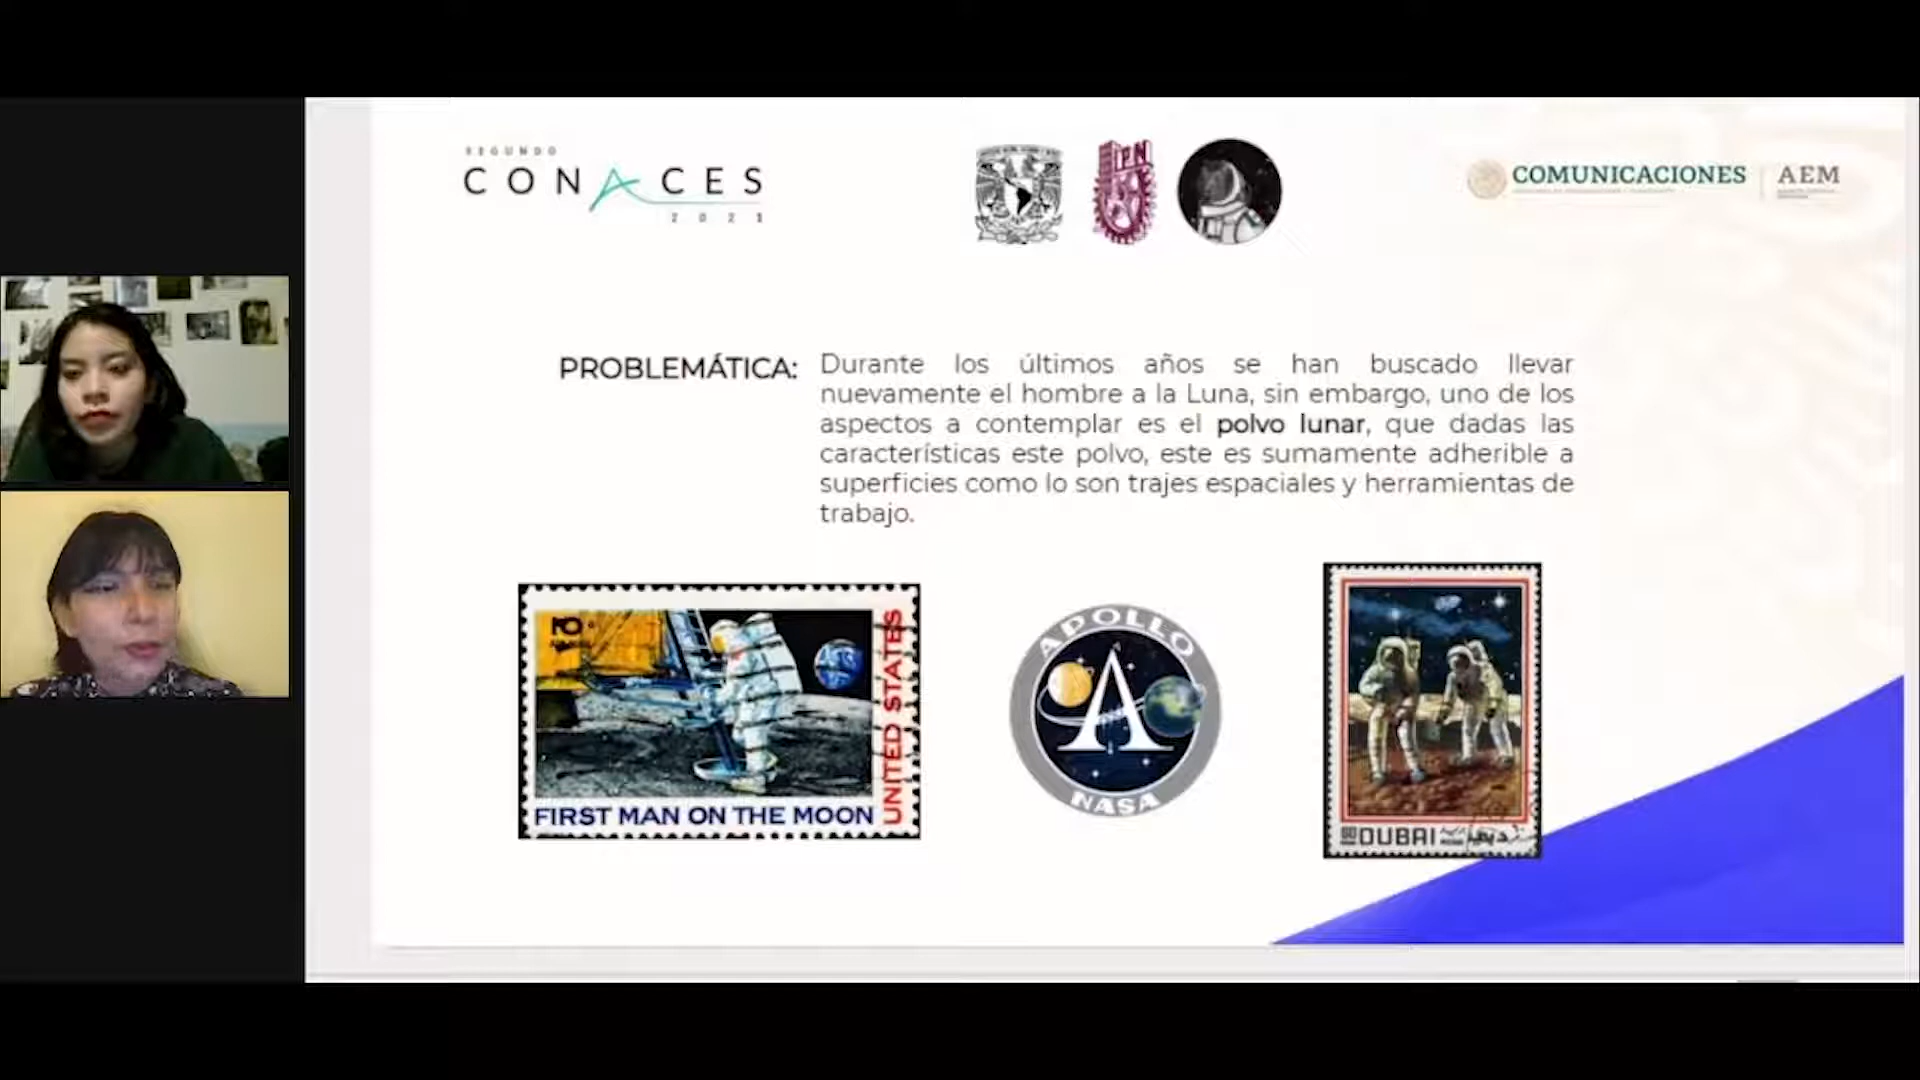 SEGUNDO
CONACES
2021
IPN
COMUNICACIONES
AEM
PROBLEMÁTICA:
Durante los últimos años se han buscado llevar
nuevamente el hombre a la Luna, sin embargo, uno de los
aspectos a contemplar es el polvo lunar, que dadas las
características este polvo, este es sumamente adherible a
superficies como lo son trajes espaciales y herramientas de
trabajo.
UNITED STATES
FIRST MAN ON THE MOON
APOLLO
A
NASA
DUBAI